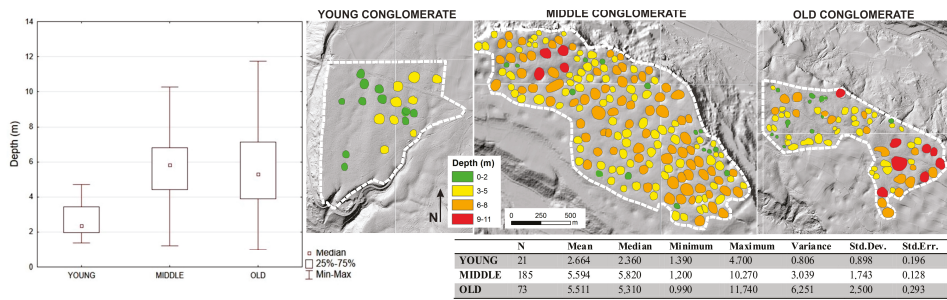 YOUNG CONGLOMERATE
MIDDLE CONGLOMERATE
OLD CONGLOMERATE
14
12
10
8
6
4
2
0
Depth (m)
YOUNG MIDDLE OLD
Median
25%-75%
Min-Max
N
Depth (m)
0-2
3-5
6-8
9-11
0 250 500
m
N Mean Median Minimum Maximum Variance Std.Dev. Std.Err.
YOUNG 21 2.664 2.360 1.390 4.700 0.806 0.898 0.196
MIDDLE 185 5,594 5,820 1,200 10,270 3,039 1,743 0,128
OLD 73 5,511 5,310 0,990 11,740 6,251 2,500 0,293